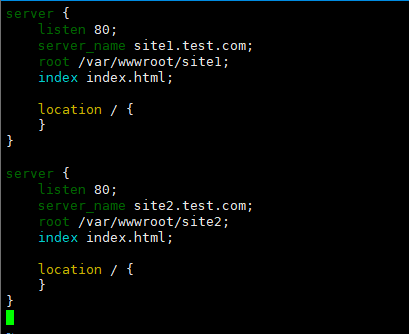 server {
    listen 80;
    server_name site1.test.com;
    root /var/wwwroot/site1;
    index index.html;

    location / {
    }
}

server {
    listen 80;
    server_name site2.test.com;
    root /var/wwwroot/site2;
    index index.html;

    location / {
    }
}